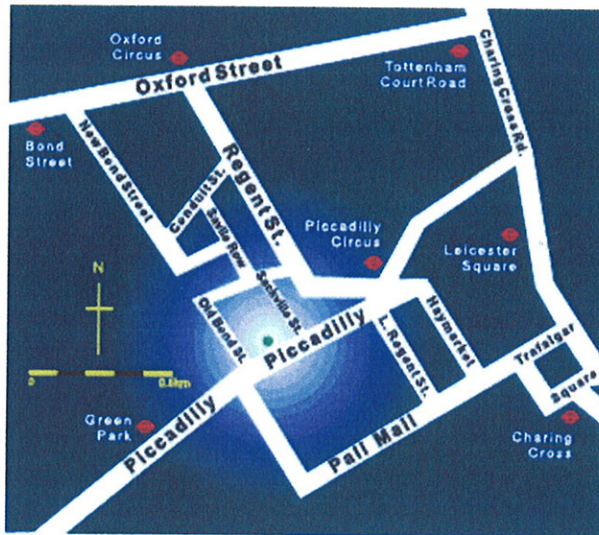 Oxford
Circus
Oxford Street
Tottenham
Court Road
Charing Cross Rd.
Bond
Street
New Bond Street
Conduit St.
Regent St.
Savile Row
Piccadilly
Circus
Leicester
Square
N
Sackville St.
Old Bond St.
Piccadilly
Haymarket
L. Regent St.
Trafalgar
Square
0
0.5km
Green
Park
Piccadilly
Pall Mall
Charing
Cross